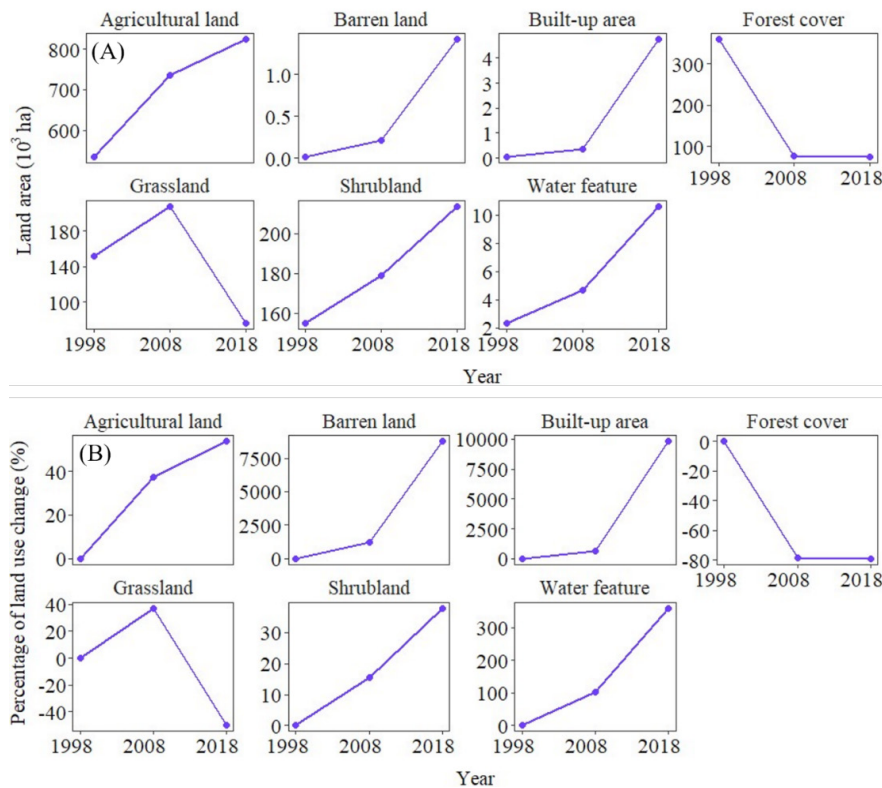 Agricultural land
Barren land
Built-up area
Forest cover
(A)
800
700
600
1.0
0.5
0.0
5
4
3
2
1
0
300
200
100
1998 2008 2018
Grassland
Shrubland
Water feature
180
140
100
200
180
160
10
8
6
4
2
1998 2008 2018
1998 2008 2018
1998 2008 2018
Land area (10³ ha)
Year
Agricultural land
Barren land
Built-up area
Forest cover
(B)
40
20
0
7500
5000
2500
0
10000
7500
5000
2500
0
0
-20
-40
-60
-80
1998 2008 2018
Grassland
Shrubland
Water feature
40
20
0
-20
-40
30
20
10
0
300
200
100
0
1998 2008 2018
1998 2008 2018
1998 2008 2018
Percentage of land use change (%)
Year